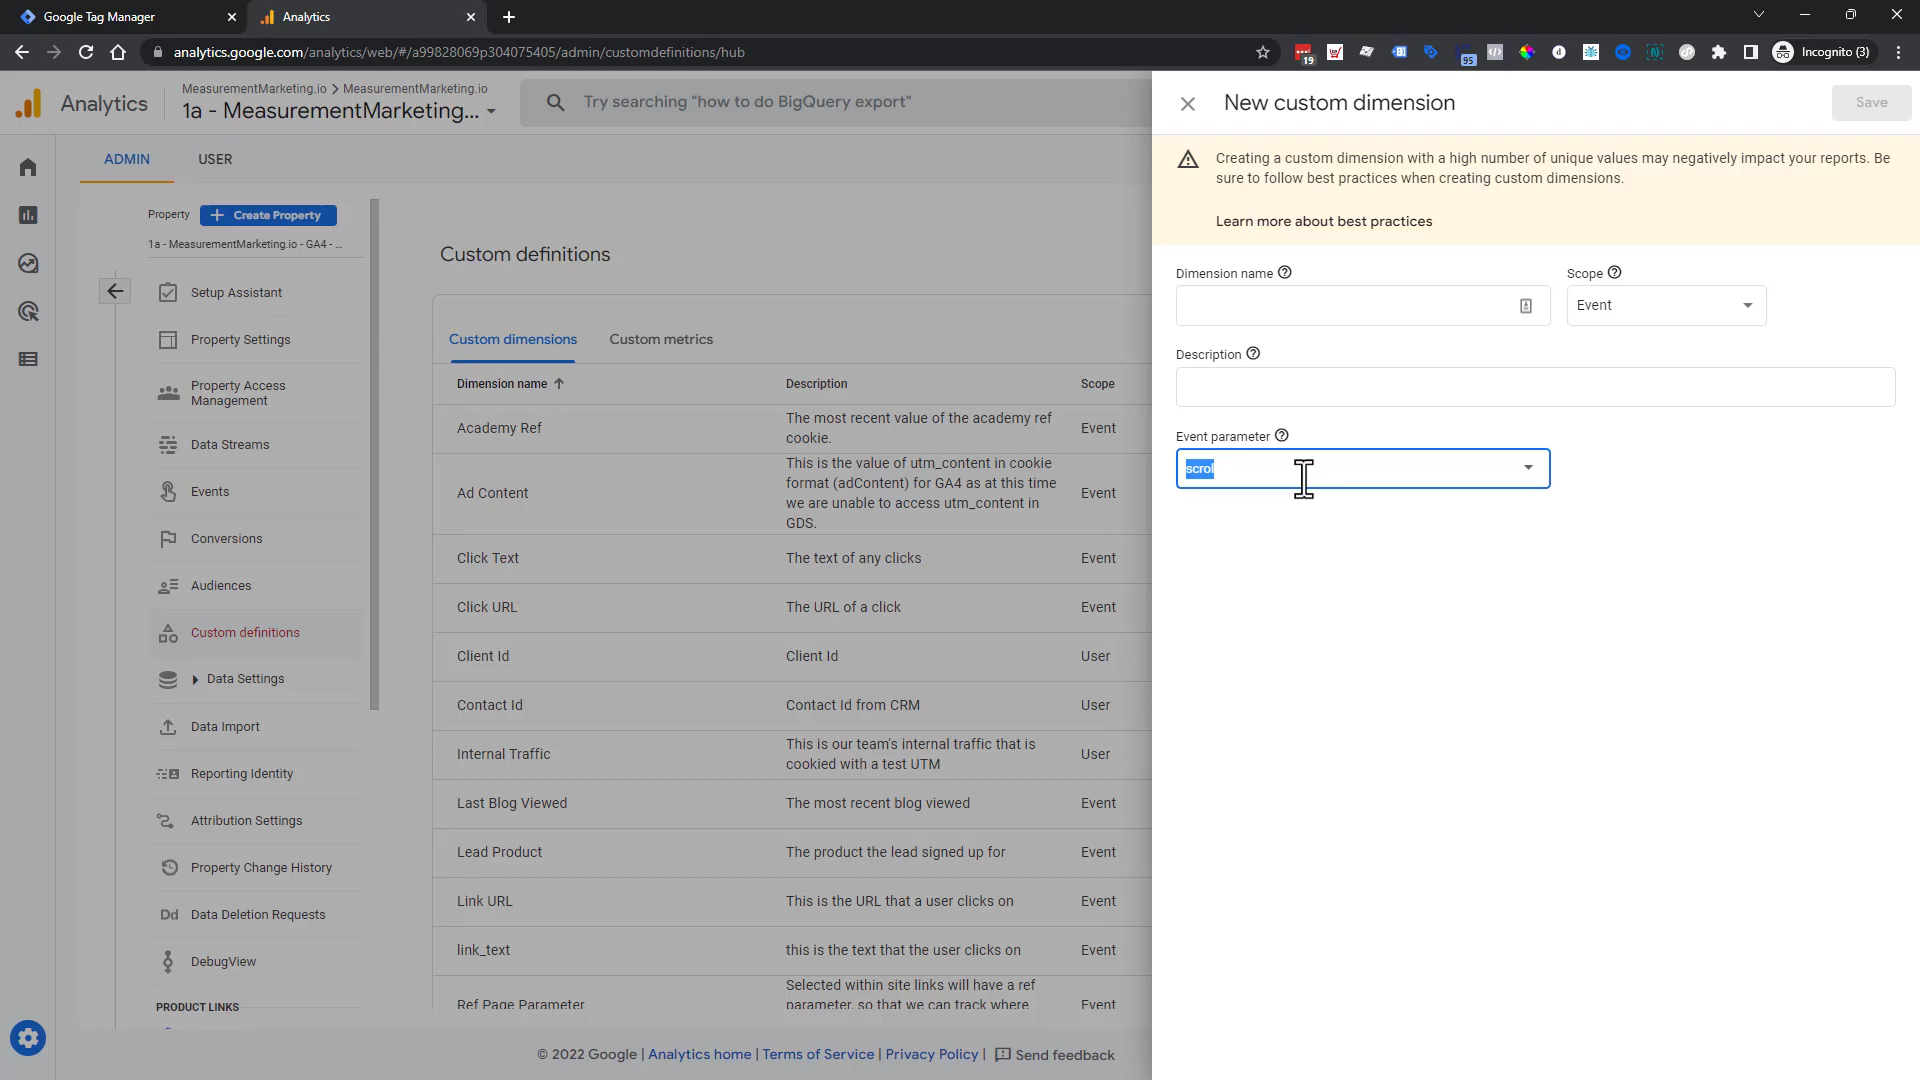 Google Tag Manager
Analytics
analytics.google.com/analytics/web/#/a99828069p304075405/admin/customdefinitions/hub
19
95
Incognito (3)
Analytics
MeasurementMarketing.io > MeasurementMarketing.io
1a - MeasurementMarketing...
Try searching "how to do BigQuery export"
ADMIN
USER
Property
Create Property
1a - MeasurementMarketing.io - GA4 - ...
Setup Assistant
Property Settings
Property Access
Management
Data Streams
Events
Conversions
Audiences
Custom definitions
Data Settings
Data Import
Reporting Identity
Attribution Settings
Property Change History
Dd Data Deletion Requests
DebugView
PRODUCT LINKS
Custom definitions
Custom dimensions
Custom metrics
Dimension name
Description
Scope
Academy Ref
The most recent value of the academy ref
cookie.
Event
Ad Content
This is the value of utm_content in cookie
format (adContent) for GA4 as at this time
we are unable to access utm_content in
GDS.
Event
Click Text
The text of any clicks
Event
Click URL
The URL of a click
Event
Client Id
Client Id
User
Contact Id
Contact Id from CRM
User
Internal Traffic
This is our team's internal traffic that is
cookied with a test UTM
User
Last Blog Viewed
The most recent blog viewed
Event
Lead Product
The product the lead signed up for
Event
Link URL
This is the URL that a user clicks on
Event
link_text
this is the text that the user clicks on
Event
Ref Page Parameter
Selected within site links will have a ref
parameter, so that we can track where
Event
© 2022 Google | Analytics home | Terms of Service | Privacy Policy | Send feedback
New custom dimension
Save
Creating a custom dimension with a high number of unique values may negatively impact your reports. Be
sure to follow best practices when creating custom dimensions.
Learn more about best practices
Dimension name
Scope
Event
Description
Event parameter
scrol